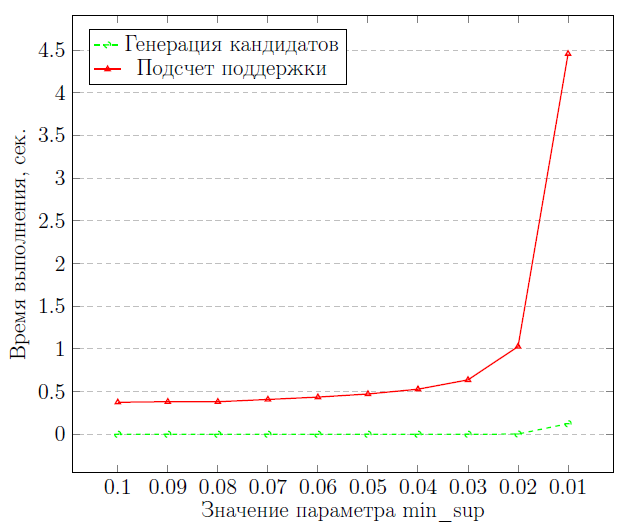 Генерация кандидатов
Подсчет поддержки
4.5
4
3.5
3
2.5
2
1.5
1
0.5
0
Время выполнения, сек.
0.1 0.09 0.08 0.07 0.06 0.05 0.04 0.03 0.02 0.01
Значение параметра min_sup